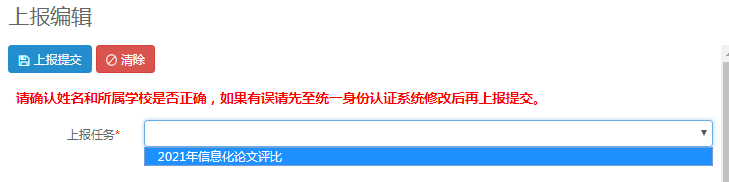 上报编辑
上报提交 清除
请确认姓名和所属学校是否正确，如果有误请先至统一身份认证系统修改后再上报提交。
上报任务*
2021年信息化论文评比